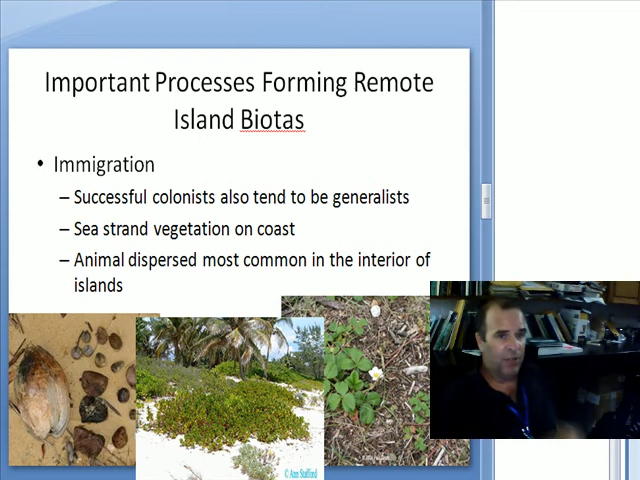 Important Processes Forming Remote
Island Biotas
• Immigration
– Successful colonists also tend to be generalists
– Sea strand vegetation on coast
– Animal dispersed most common in the interior of
islands
© Ann Stafford